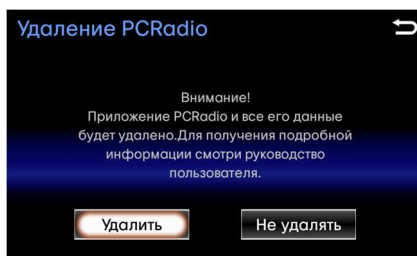 Удаление PCRadio
Внимание!
Приложение PCRadio и все его данные
будет удалено.Для получения подробной
информации смотри руководство
пользователя.
Удалить
Не удалять